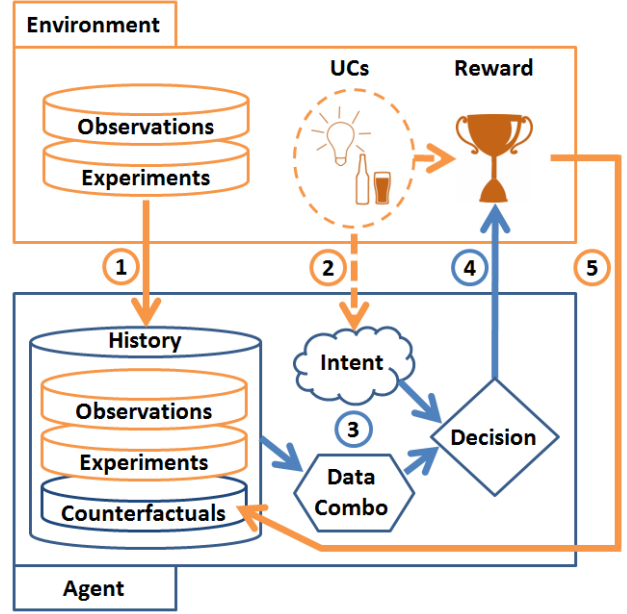 Environment
UCs
Reward
Observations
Experiments
1
2
4
5
History
Intent
Observations
3
Decision
Experiments
Data
Combo
Counterfactuals
Agent